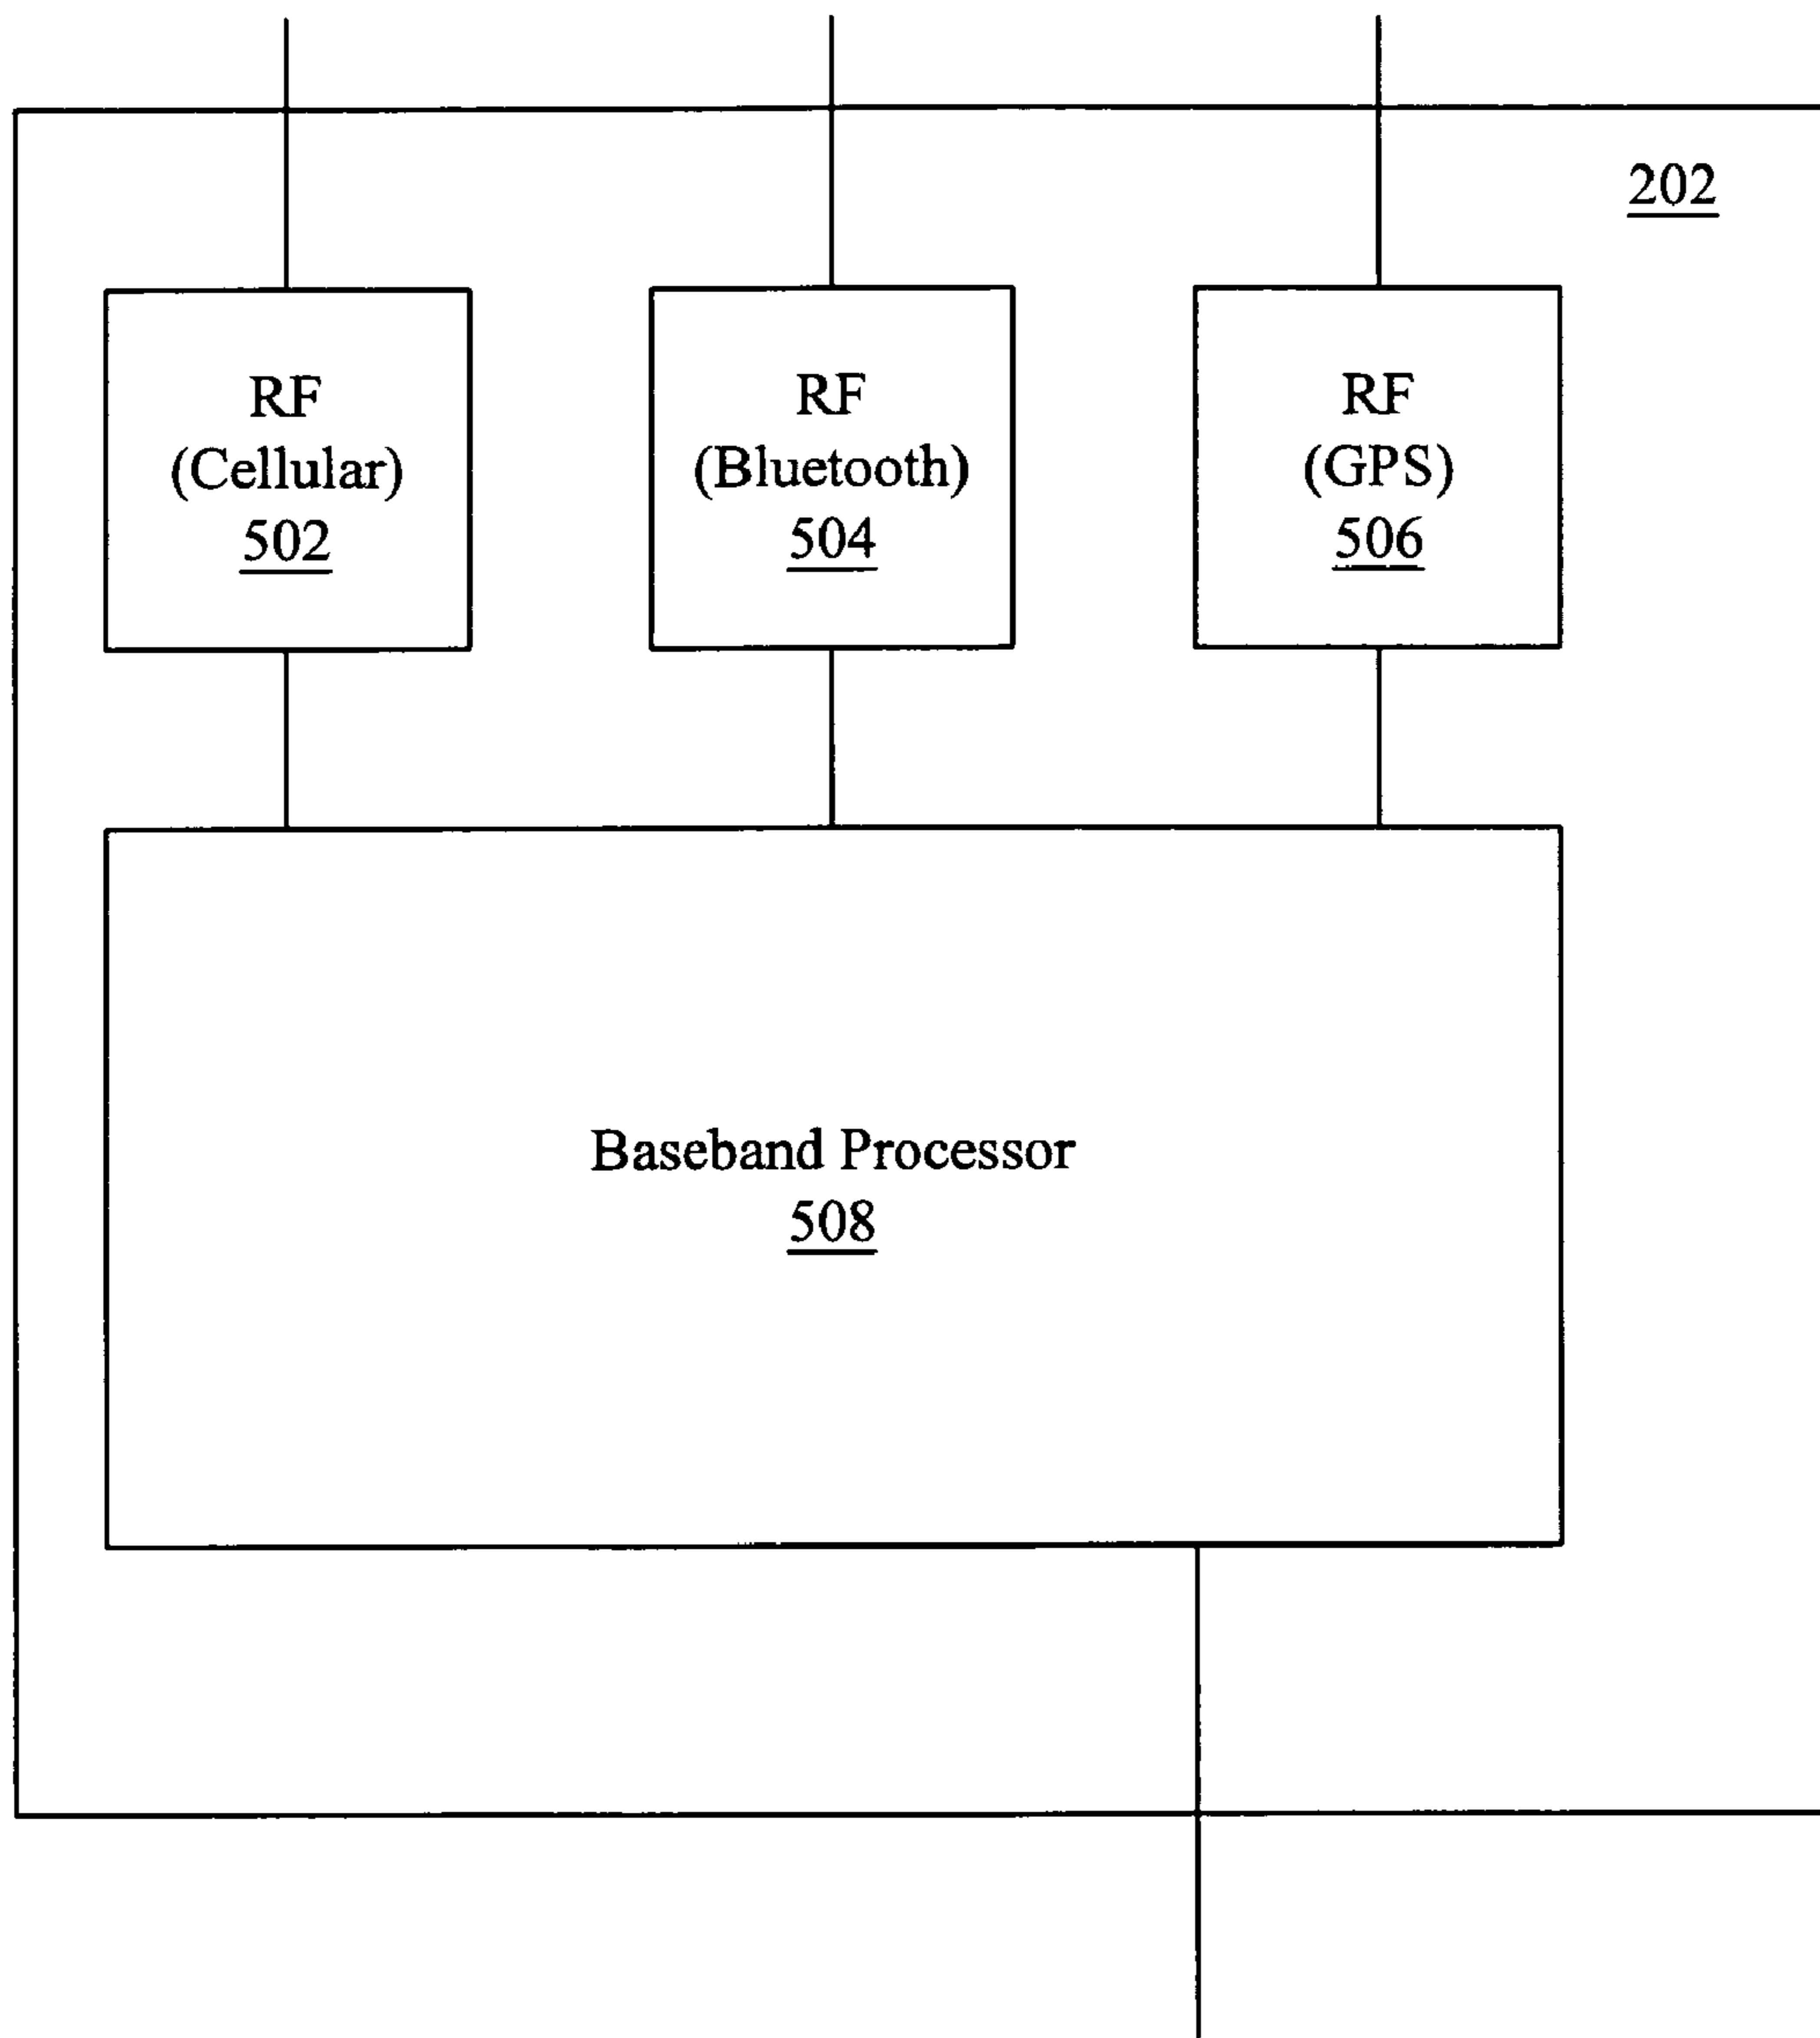 202
RF
(Cellular)
502
RF
(Bluetooth)
504
RF
(GPS)
506
Baseband Processor
508